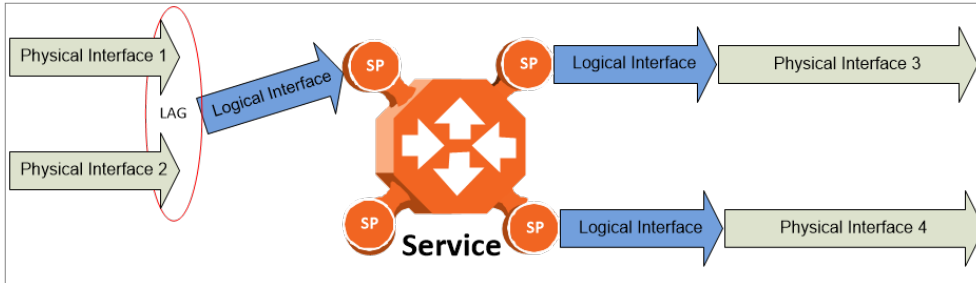 Physical Interface 1
LAG
Physical Interface 2
Logical Interface
SP
SP
Logical Interface
Physical Interface 3
SP
SP
Logical Interface
Physical Interface 4
Service